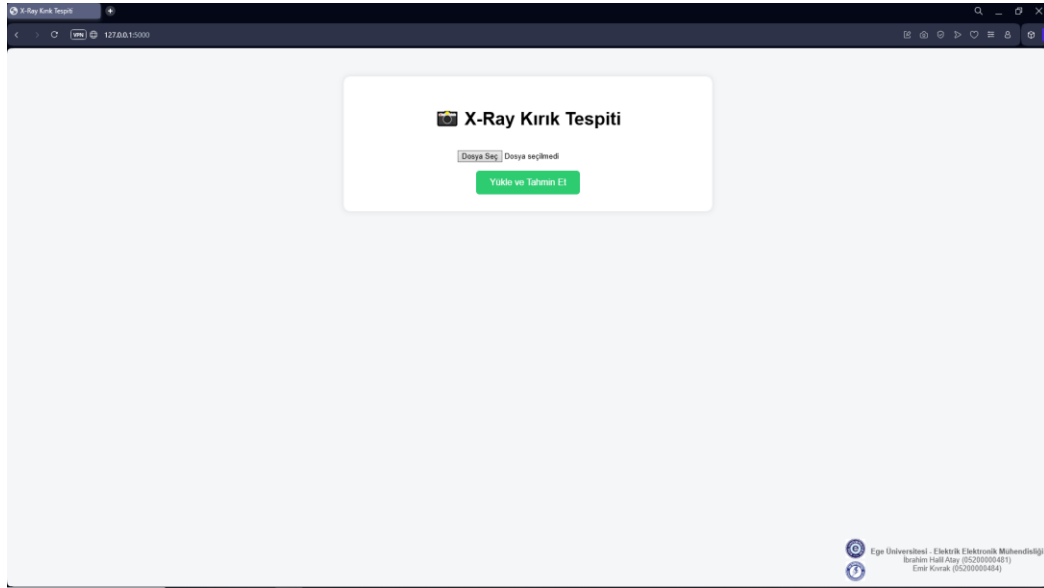 X-Ray Kırık Tespiti
VPN 127.0.0.1:5000
X-Ray Kırık Tespiti
Dosya Seç Dosya seçilmedi
Yükle ve Tahmin Et
Ege Üniversitesi - Elektrik Elektronik Mühendisliği
İbrahim Halil Atay (05200000481)
Emir Kıvrak (05200000484)